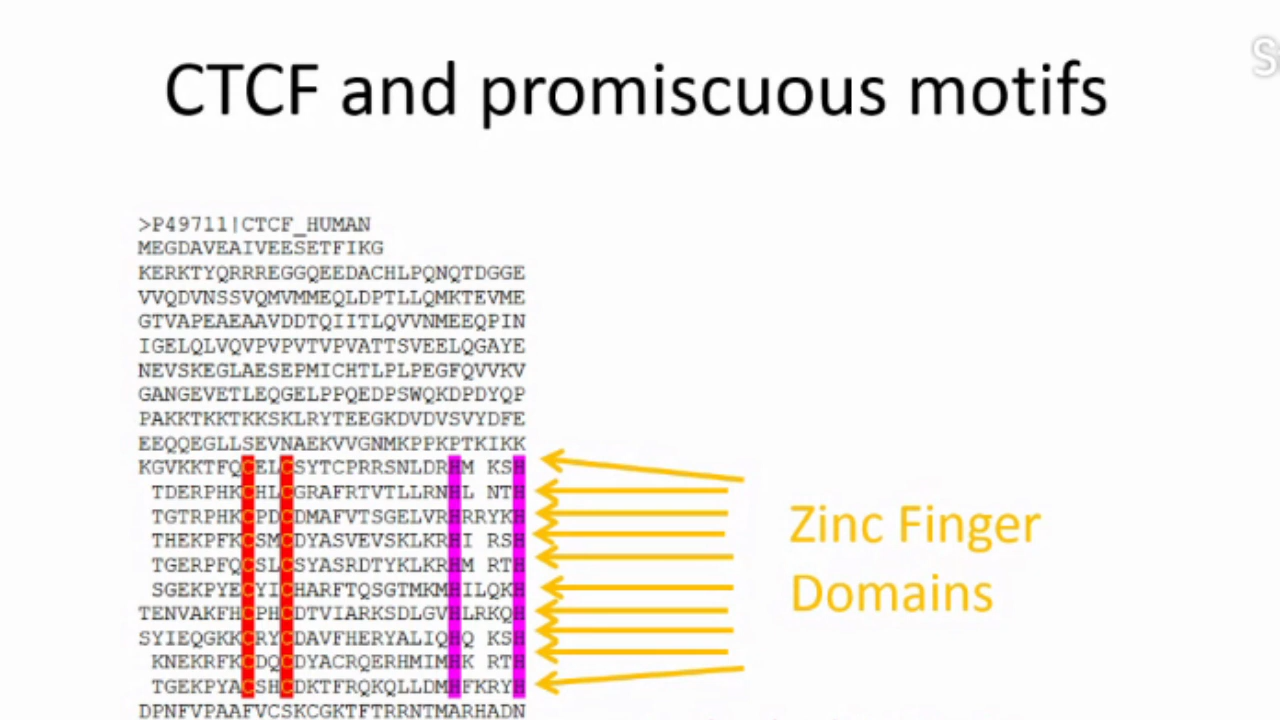 CTCF and promiscuous motifs
S
>P49711|CTCF_HUMAN
MEGDAVEAIVEESETFIKG
KERKTYQRRREGGQEEDACHLPQNQTDGGE
VVQDVNSSVQMVMMEQLDPTLLQMKTEVME
GTVAPEAEAAVDDTQIITLQVVNMEEQPIN
IGELQLVQVPVPVTVPVATTSVEELQGAYE
NEVSKEGLAESEPMICHTLPLPEGFQVVKV
GANGEVETLEQGELPPQEDPSWQKDPDYQP
PAKKTKKTKKSKLRYTEEGKDVDVSVYDFE
EEQQEGLLSEVNAEKVVGNMKPPKPTKIKK
KGVKKTFQCELCSYTCPRRSNLDRHM KSH
TDERPHKCHLCGRAFRTVTLLRNHL NTH
TGTRPHKCPDCDMAFVTSGELVRHRRYKH
THEKPFKCSMCDYASVEVSKLKRHI RSH
TGERPFQCSLCSYASRDTYKLKRHM RTH
SGEKPYECYICHARFTQSGTMKMHILQKH
TENVAKFHCPHCDTVIARKSDLGVHLRKQH
SYIEQGKKCRYCDAVFHERYALIQHQ KSH
KNEKRFKCDQCDYACRQERHMIMHK RTH
TGEKPYACSHCDKTFRQKQLLDMHFKRYH
DPNFVPAAFVCSKCGKTFTRRNTMARHADN
Zinc Finger
Domains